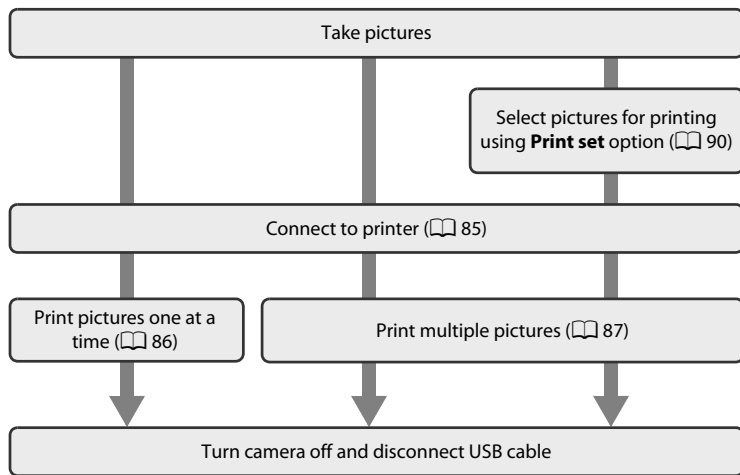 Take pictures
Select pictures for printing
using Print set option (📖 90)
Connect to printer (📖 85)
Print pictures one at a
time (📖 86)
Print multiple pictures (📖 87)
Turn camera off and disconnect USB cable